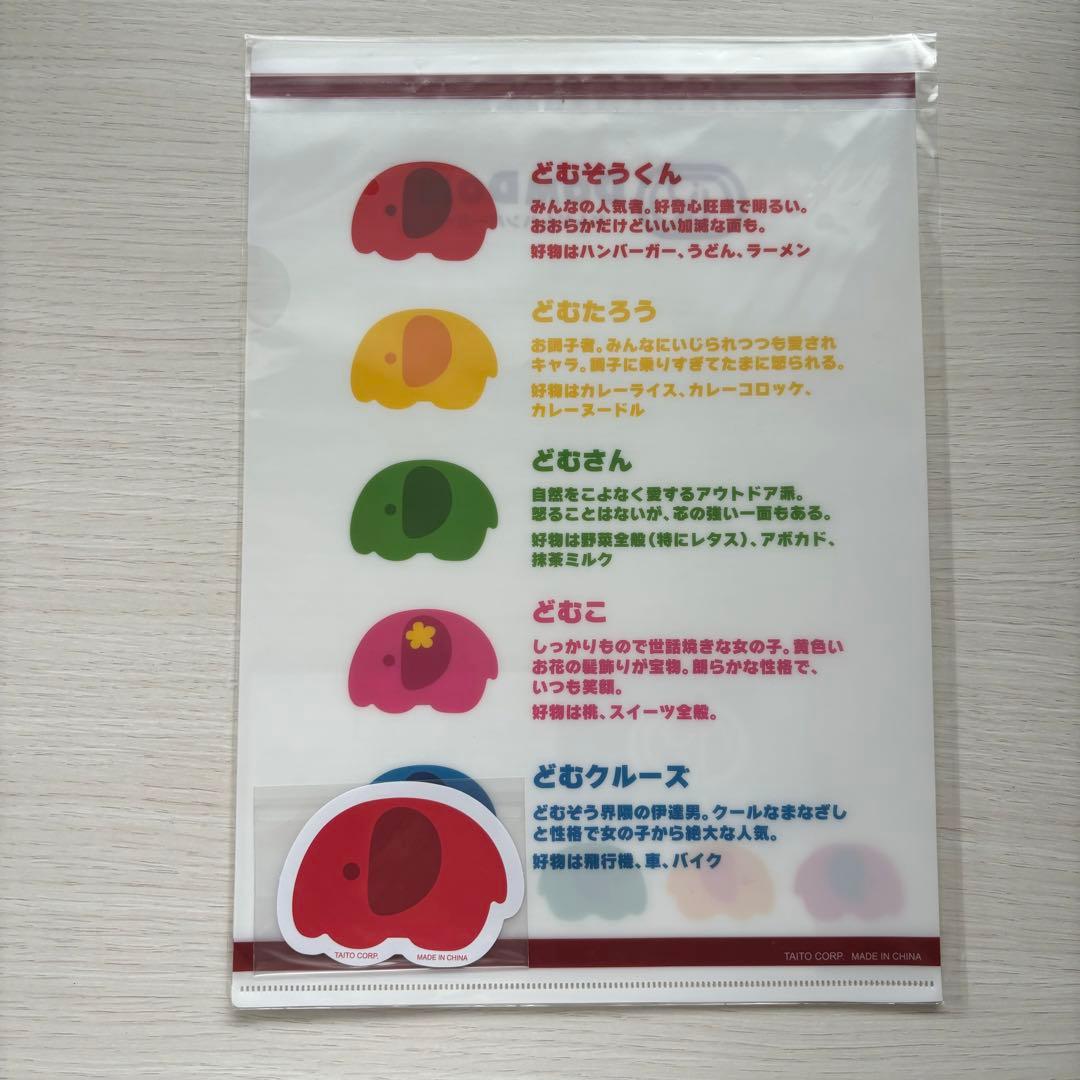 どむぞうくん
みんなの人気者。好奇心旺盛で明るい。
おおらかだけどいい加減な面も。
好物はハンバーガー、うどん、ラーメン
どむたろう
お調子者。みんなにいじられつつも愛され
キャラ。調子に乗りすぎてたまに怒られる。
好物はカレーライス、カレーコロッケ、
カレーヌードル
どむさん
自然をこよなく愛するアウトドア派。
怒ることはないが、芯の強い一面もある。
好物は野菜全般(特にレタス)、アボカド、
抹茶ミルク
どむこ
しっかりもので世話焼きな女の子。黄色い
お花の髪飾りが宝物。朗らかな性格で、
いつも笑顔。
好物は桃、スイーツ全般。
どむクルーズ
どむぞう界隈の伊達男。クールなまなざし
と性格で女の子から絶大な人気。
好物は飛行機、車、バイク
TAITO CORP. MADE IN CHINA
TAITO CORP. MADE IN CHINA